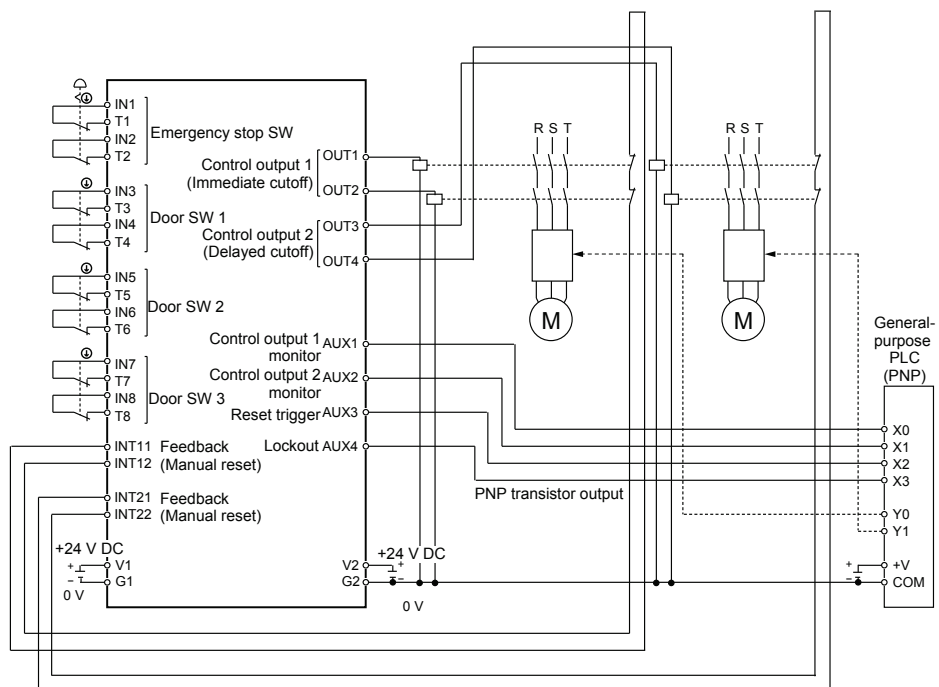 R S T
R S T
IN1
T1
IN2
T2
Emergency stop SW
IN3
T3
IN4
T4
Door SW 1
IN5
T5
IN6
T6
Door SW 2
IN7
T7
IN8
T8
Door SW 3
INT11 Feedback
INT12 (Manual reset)
INT21 Feedback
INT22 (Manual reset)
+24 V DC
+
V1
−
G1
0 V
Control output 1
(Immediate cutoff)
OUT1
OUT2
Control output 2
(Delayed cutoff)
OUT3
OUT4
Control output 1
monitor
AUX1
Control output 2
monitor
AUX2
Reset trigger AUX3
Lockout AUX4
PNP transistor output
+24 V DC
V2
+
G2
−
0 V
M
M
General-
purpose
PLC
(PNP)
X0
X1
X2
X3
Y0
Y1
+
+V
−
COM